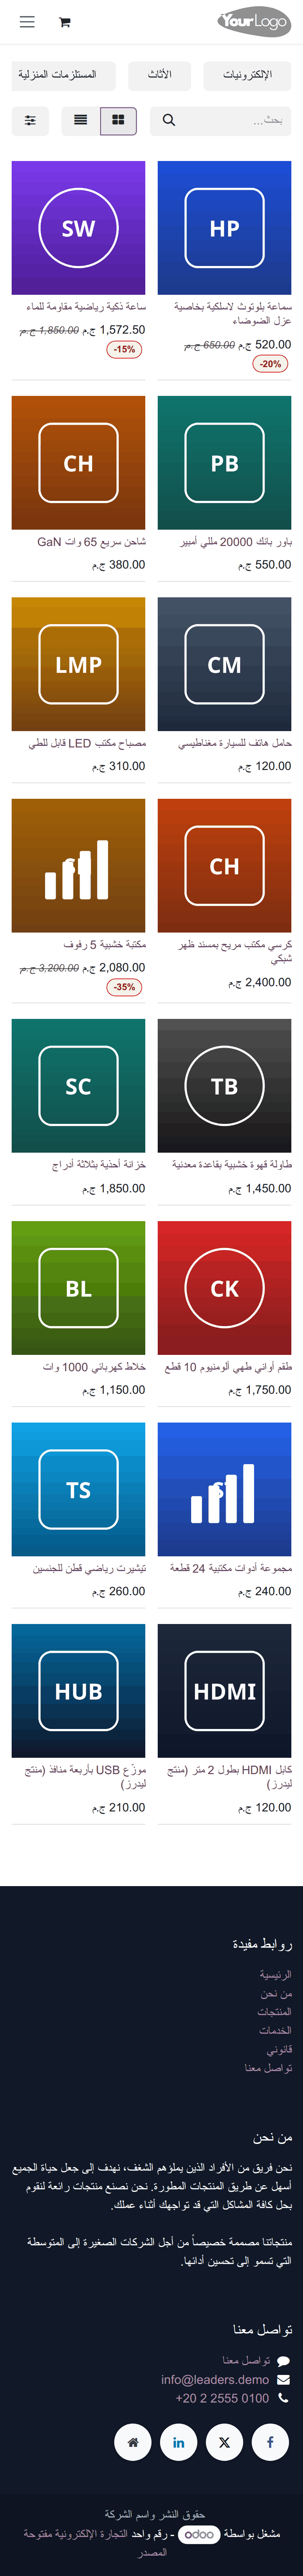 YourLogo
الإلكترونيات
الأثاث
المستلزمات المنزلية
بحث...
HP
سماعة بلوتوث لاسلكية بخاصية
عزل الضوضاء
520.00 ج.م 650.00 ج.م
-20%
SW
ساعة ذكية رياضية مقاومة للماء
1,572.50 ج.م 1,850.00 ج.م
-15%
PB
باور بانك 20000 مللي أمبير
550.00 ج.م
CH
شاحن سريع 65 وات GaN
380.00 ج.م
CM
حامل هاتف للسيارة مغناطيسي
120.00 ج.م
LMP
مصباح مكتب LED قابل للطي
310.00 ج.م
CH
كرسي مكتب مريح بمسند ظهر
شبكي
2,400.00 ج.م
مكتبة خشبية 5 رفوف
2,080.00 ج.م 3,200.00 ج.م
-35%
TB
طاولة قهوة خشبية بقاعدة معدنية
1,450.00 ج.م
SC
خزانة أحذية بثلاثة أدراج
1,850.00 ج.م
CK
طقم أواني طهي ألومنيوم 10 قطع
1,750.00 ج.م
BL
خلاط كهربائي 1000 وات
1,150.00 ج.م
مجموعة أدوات مكتبية 24 قطعة
240.00 ج.م
TS
تيشيرت رياضي قطن للجنسين
260.00 ج.م
HDMI
كابل HDMI بطول 2 متر (منتج
ليدرز)
120.00 ج.م
HUB
موزّع USB بأربعة منافذ (منتج
ليدرز)
210.00 ج.م
روابط مفيدة
الرئيسية
من نحن
المنتجات
الخدمات
قانوني
تواصل معنا
من نحن
نحن فريق من الأفراد الذين يملؤهم الشغف، نهدف إلى جعل حياة الجميع
أسهل عن طريق المنتجات المطورة. نحن نصنع منتجات رائعة لنقوم
بحل كافة المشاكل التي قد تواجهك أثناء عملك.
منتجاتنا مصممة خصيصاً من أجل الشركات الصغيرة إلى المتوسطة
التي تسمو إلى تحسين أدائها.
تواصل معنا
تواصل معنا
info@leaders.demo
+20 2 2555 0100
حقوق النشر واسم الشركة
مشغل بواسطة odoo - رقم واحد التجارة الإلكترونية مفتوحة
المصدر